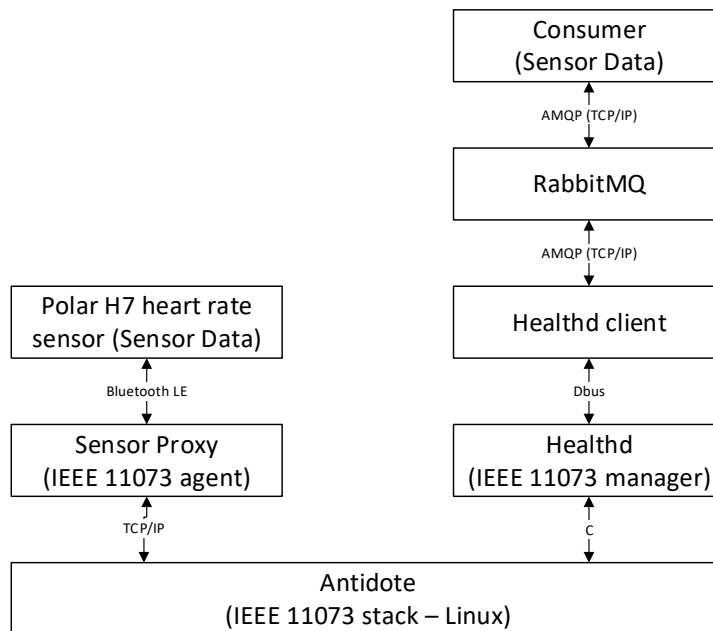 Consumer
(Sensor Data)
AMQP (TCP/IP)
RabbitMQ
AMQP (TCP/IP)
Polar H7 heart rate
sensor (Sensor Data)
Healthd client
Bluetooth LE
Dbus
Sensor Proxy
(IEEE 11073 agent)
Healthd
(IEEE 11073 manager)
TCP/IP
C
Antidote
(IEEE 11073 stack – Linux)